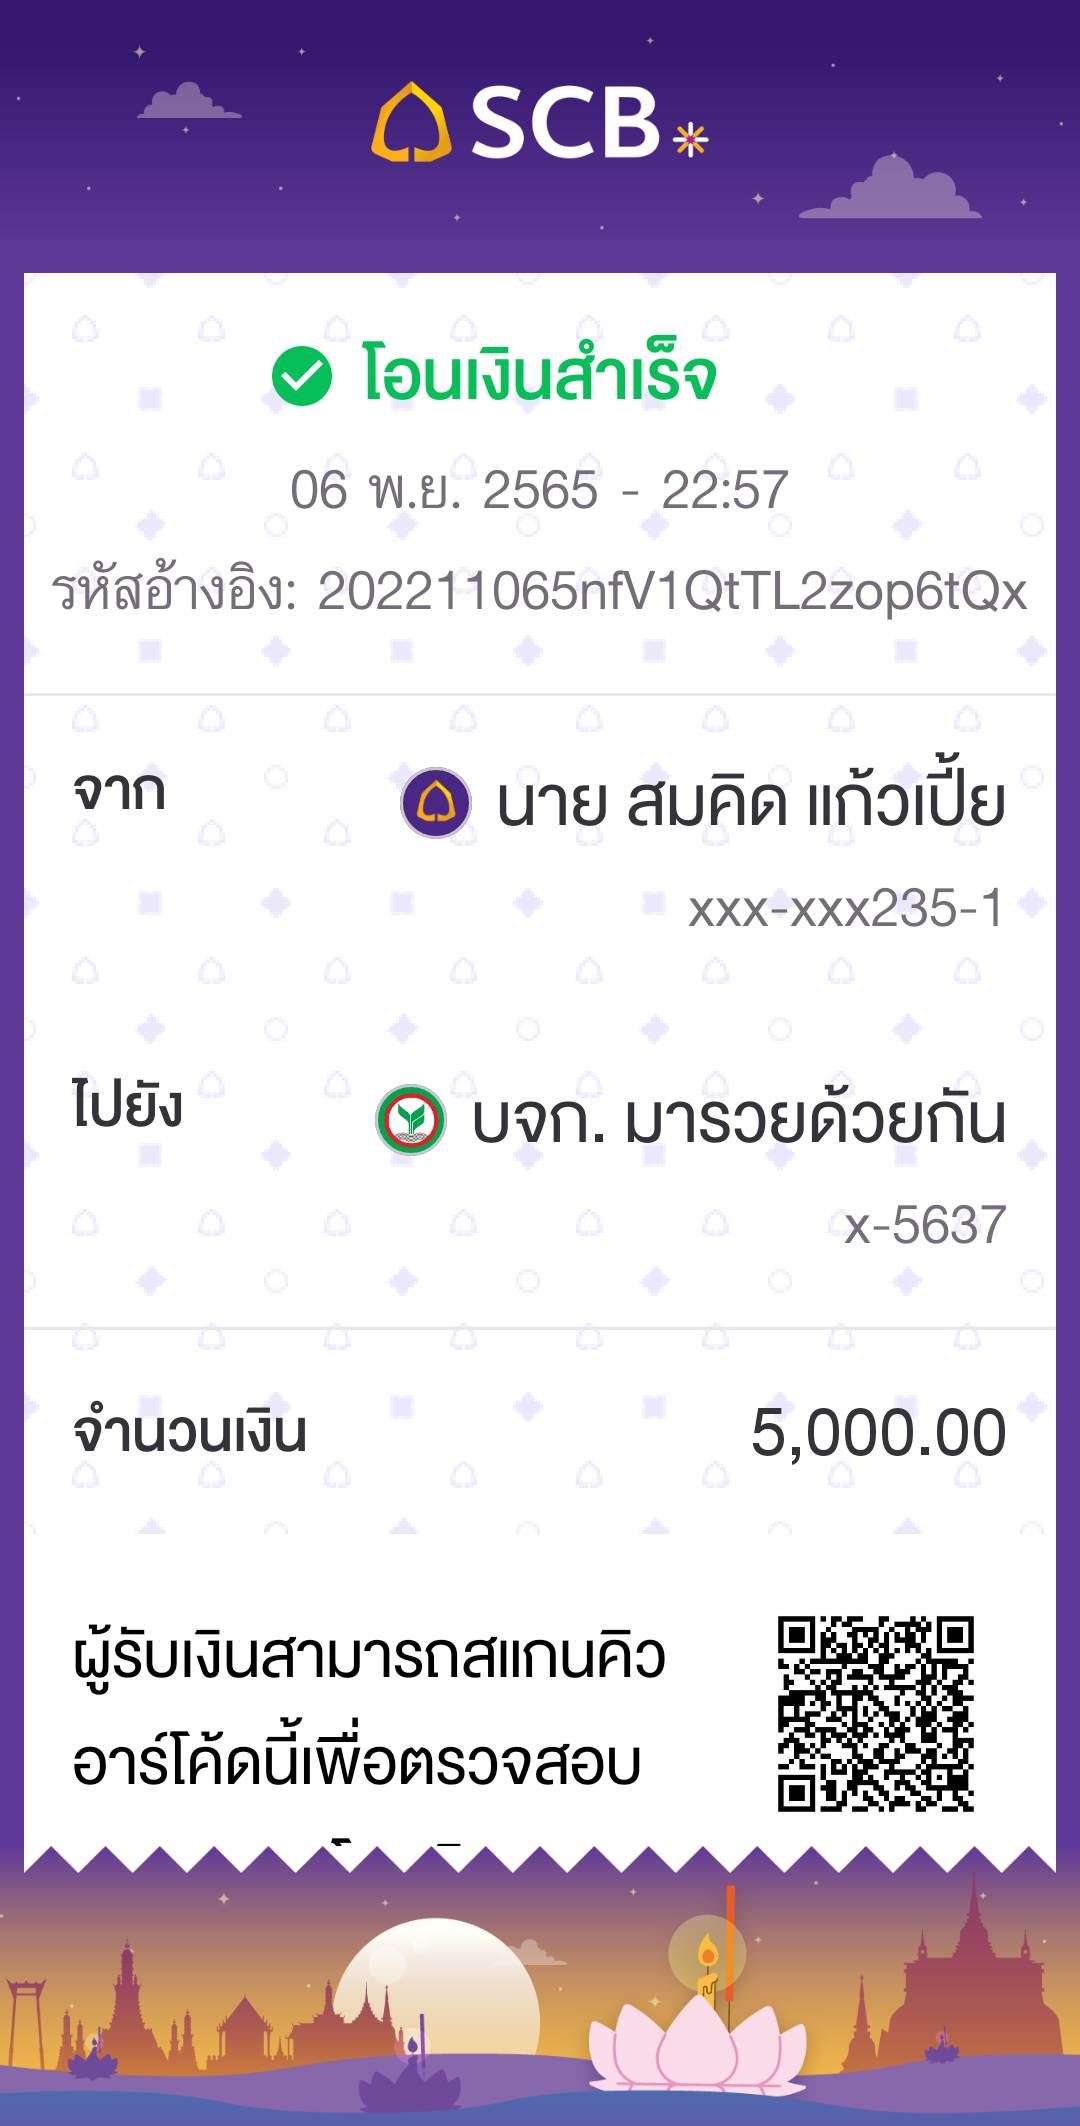 SCB
โอนเงินสำเร็จ
06 พ.ย. 2565 - 22:57
รหัสอ้างอิง: 202211065nfV1QtTL2zop6tQx
จาก
นาย สมคิด แก้วเปี้ย
xxx-xxx235-1
ไปยัง
บจก. มารวยด้วยกัน
x-5637
จำนวนเงิน
5,000.00
ผู้รับเงินสามารถสแกนคิว
อาร์โค้ดนี้เพื่อตรวจสอบ